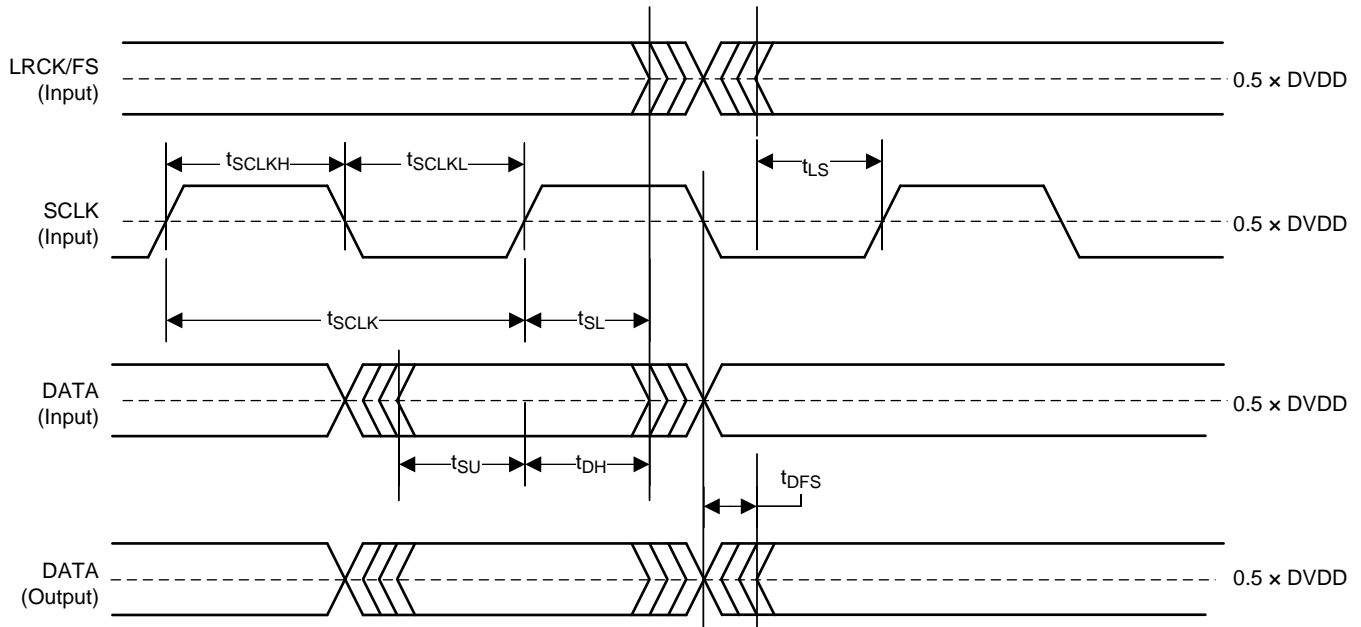 LRCK/FS
(Input)
0.5 × DVDD
tSCLKH
tSCLKL
tLS
SCLK
(Input)
0.5 × DVDD
tSCLK
tSL
DATA
(Input)
0.5 × DVDD
tSU
tDH
tDFS
DATA
(Output)
0.5 × DVDD